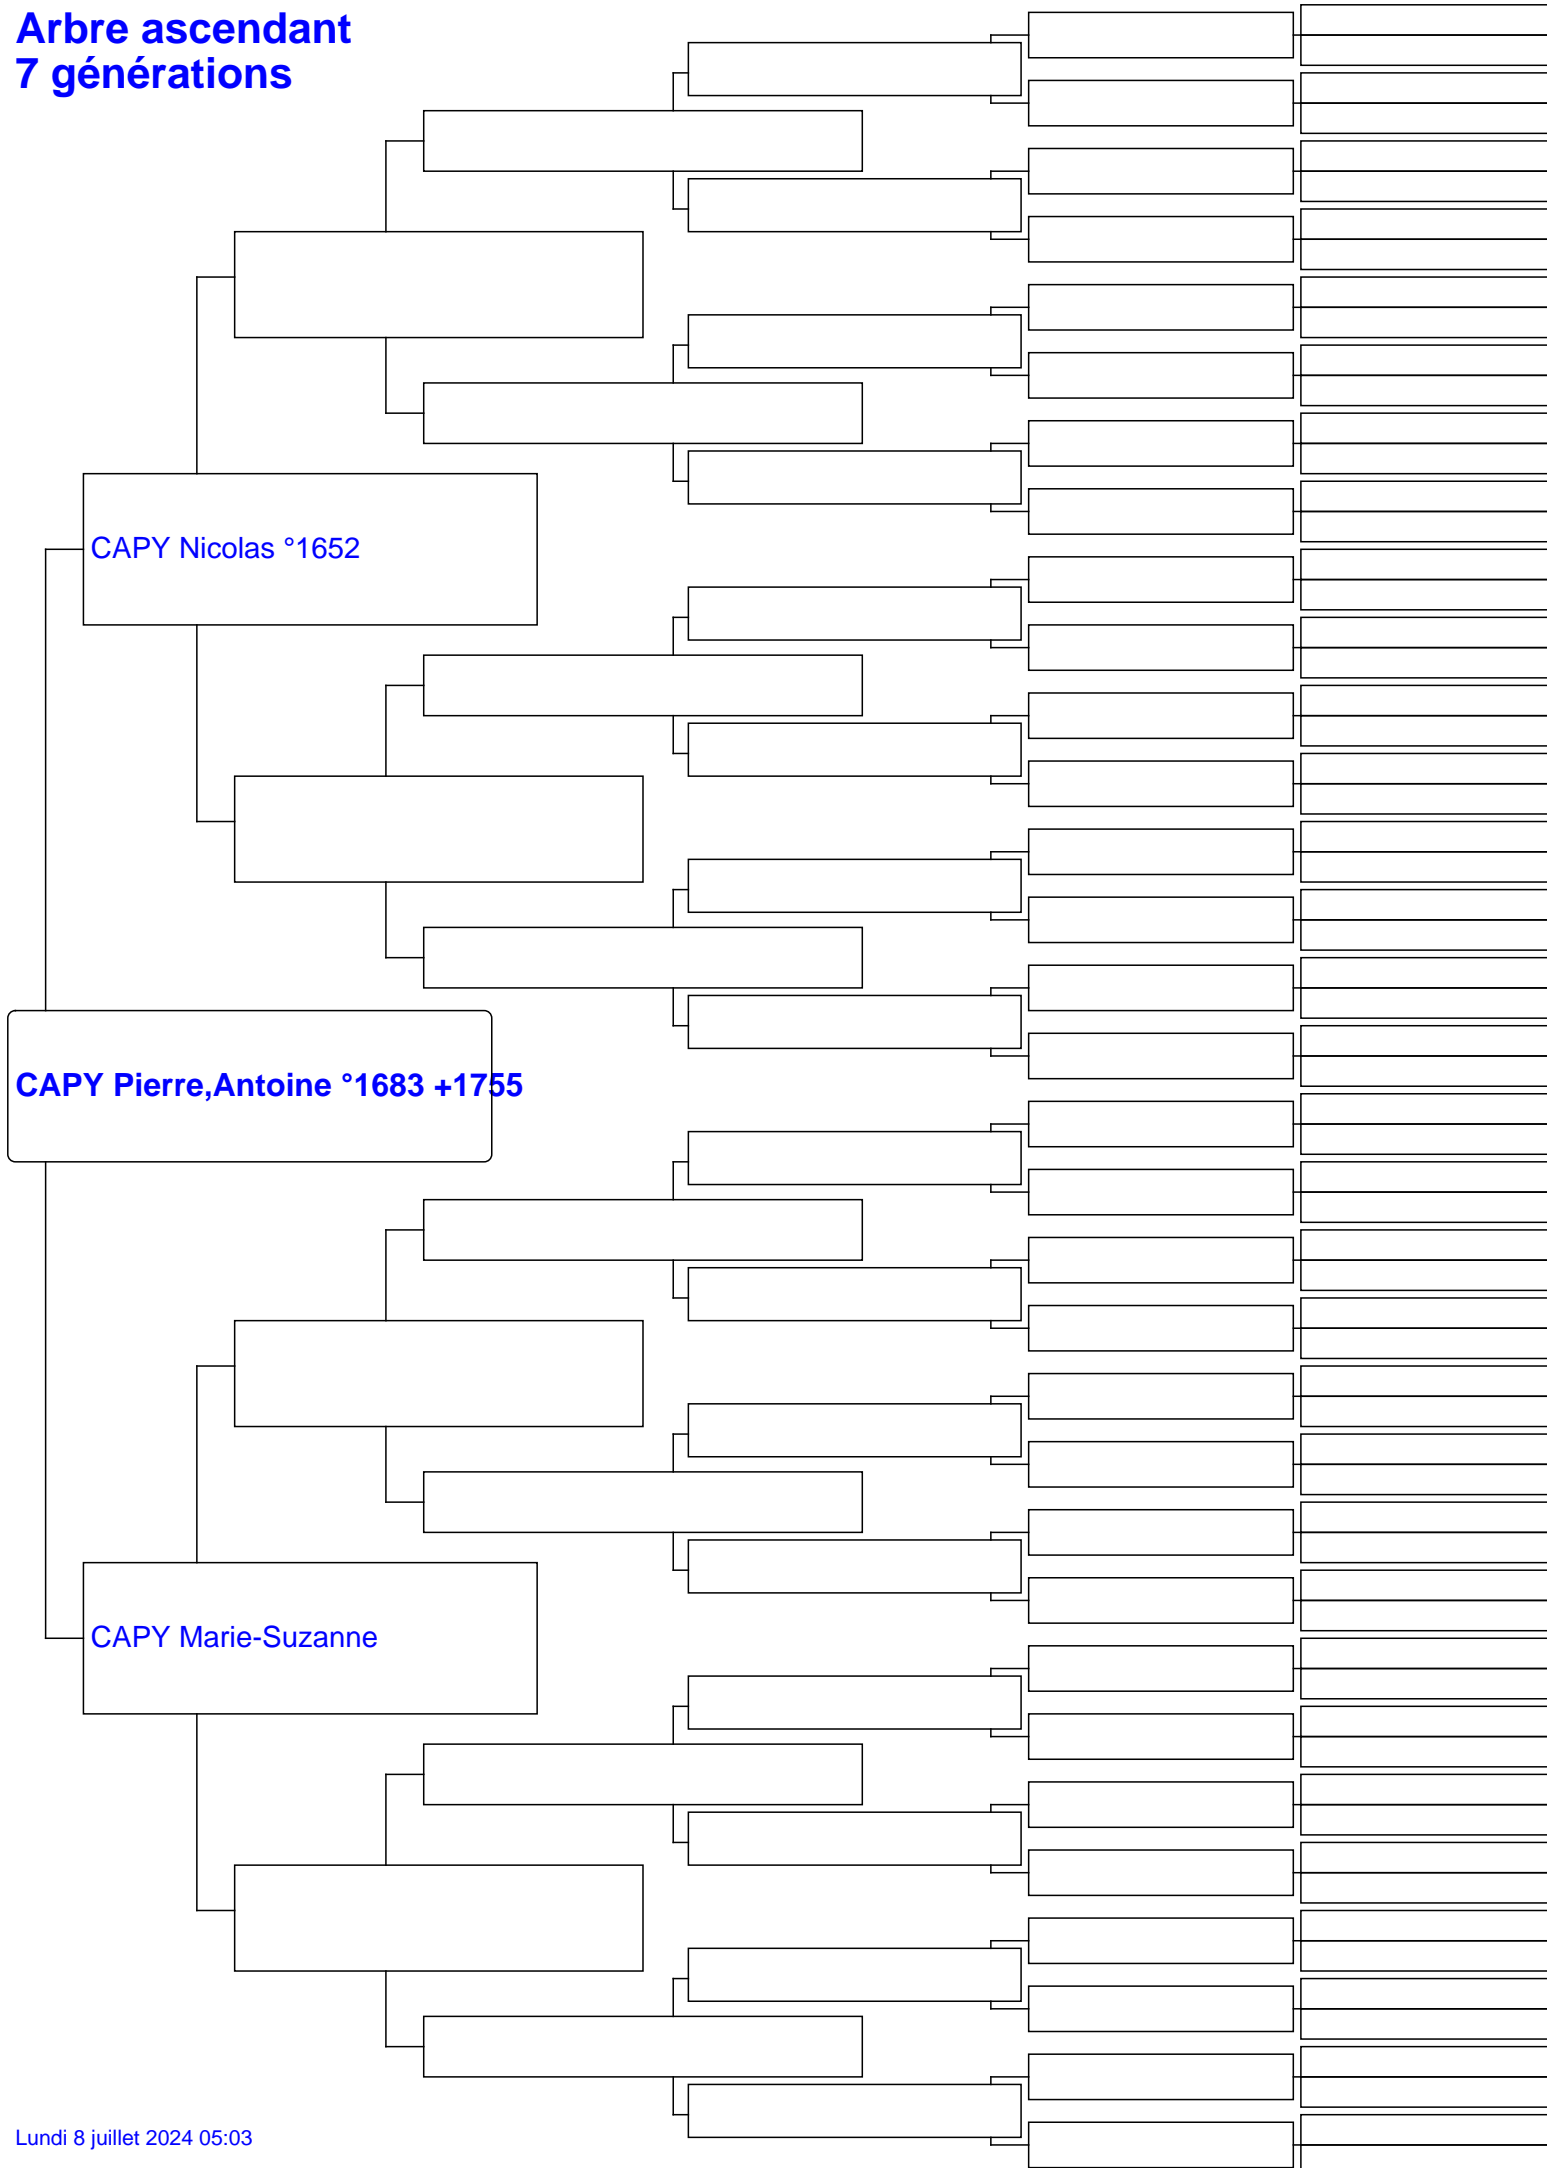 Arbre ascendant
7 générations
CAPY Nicolas °1652
CAPY Pierre,Antoine °1683 +1755
CAPY Marie-Suzanne
Lundi 8 juillet 2024 05:03